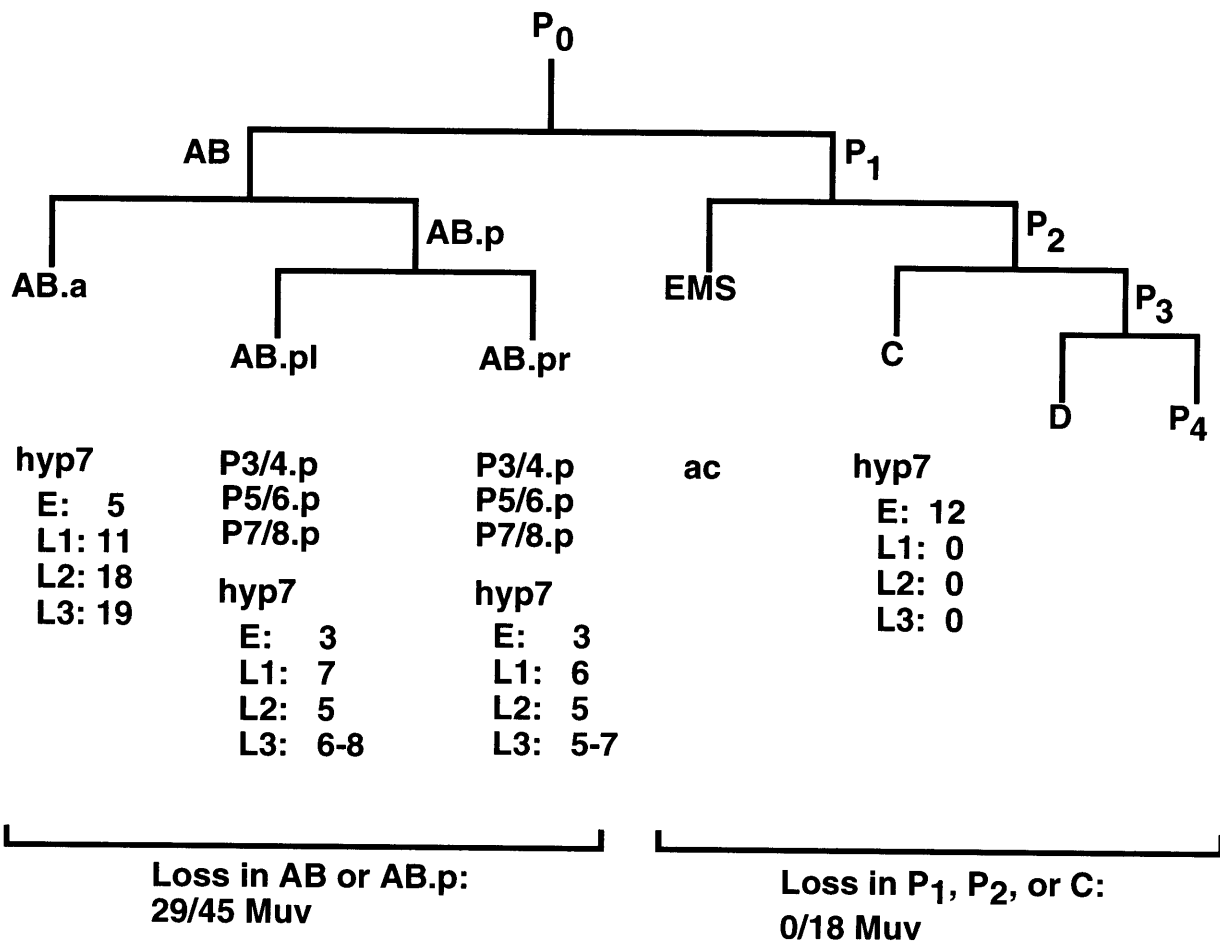 P0
AB
P1
AB.p
P2
AB.a
EMS
P3
AB.pl
AB.pr
C
D
P4
hyp7
E: 5
L1: 11
L2: 18
L3: 19
P3/4.p
P5/6.p
P7/8.p
hyp7
E: 3
L1: 7
L2: 5
L3: 6-8
P3/4.p
P5/6.p
P7/8.p
hyp7
E: 3
L1: 6
L2: 5
L3: 5-7
ac
hyp7
E: 12
L1: 0
L2: 0
L3: 0
Loss in AB or AB.p:
29/45 Muv
Loss in P1, P2, or C:
0/18 Muv